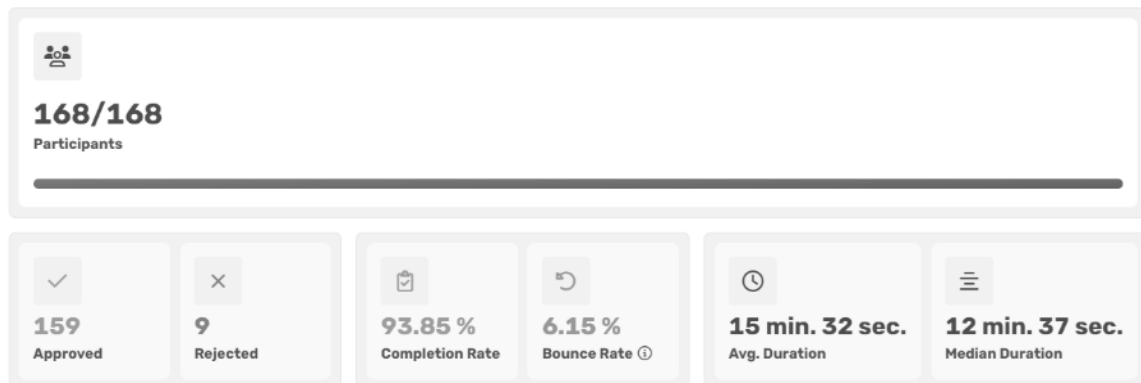 168/168
Participants
159
Approved
9
Rejected
93.85 %
Completion Rate
6.15 %
Bounce Rate
15 min. 32 sec.
Avg. Duration
12 min. 37 sec.
Median Duration